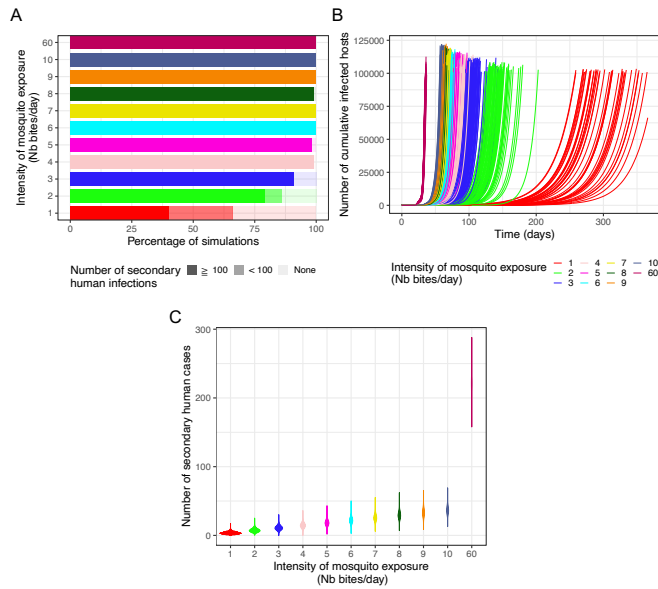 A
Intensity of mosquito exposure
(Nb bites/day)
60
10
9
8
7
6
5
4
3
2
1
0
25
50
75
100
Percentage of simulations
Number of secondary
human infections
≧ 100
< 100
None
B
Number of cumulative infected hosts
125000
100000
75000
50000
25000
0
0
100
200
300
Time (days)
Intensity of mosquito exposure
(Nb bites/day)
1 4 7 10
2 5 8 60
3 6 9
C
Number of secondary human cases
300
200
100
0
1 2 3 4 5 6 7 8 9 10 60
Intensity of mosquito exposure
(Nb bites/day)